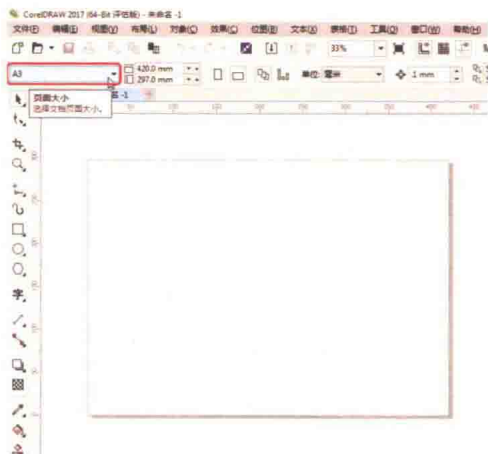 CorelDRAW 2017 (64-Bit 评估版) - 未命名 -1
文件(F) 编辑(E) 视图(V) 布局(L) 对象(C) 效果(C) 位图(B) 文本(X) 表格(T) 工具(O) 窗口(W) 帮助(H)
33%
A3 420.0 mm 297.0 mm 单位: 毫米 .1 mm
页面大小 -1
选择文档页面大小。
字